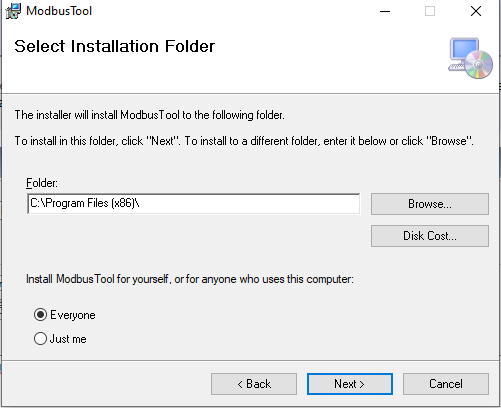 ModbusTool
Select Installation Folder
The installer will install ModbusTool to the following folder.
To install in this folder, click "Next". To install to a different folder, enter it below or click "Browse".
Folder:
C:\Program Files (x86)\
Browse...
Disk Cost...
Install ModbusTool for yourself, or for anyone who uses this computer:
Everyone
Just me
< Back
Next >
Cancel